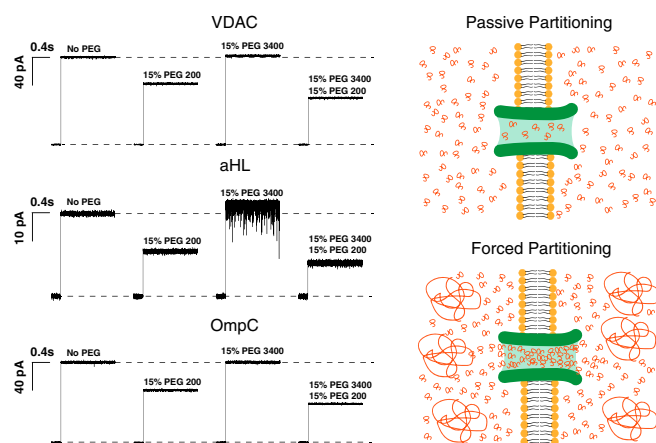 VDAC
0.4s
40 pA
No PEG
15% PEG 200
15% PEG 3400
15% PEG 3400
15% PEG 200
aHL
0.4s
10 pA
No PEG
15% PEG 200
15% PEG 3400
15% PEG 3400
15% PEG 200
OmpC
0.4s
40 pA
No PEG
15% PEG 200
15% PEG 3400
15% PEG 3400
15% PEG 200
Passive Partitioning
Forced Partitioning